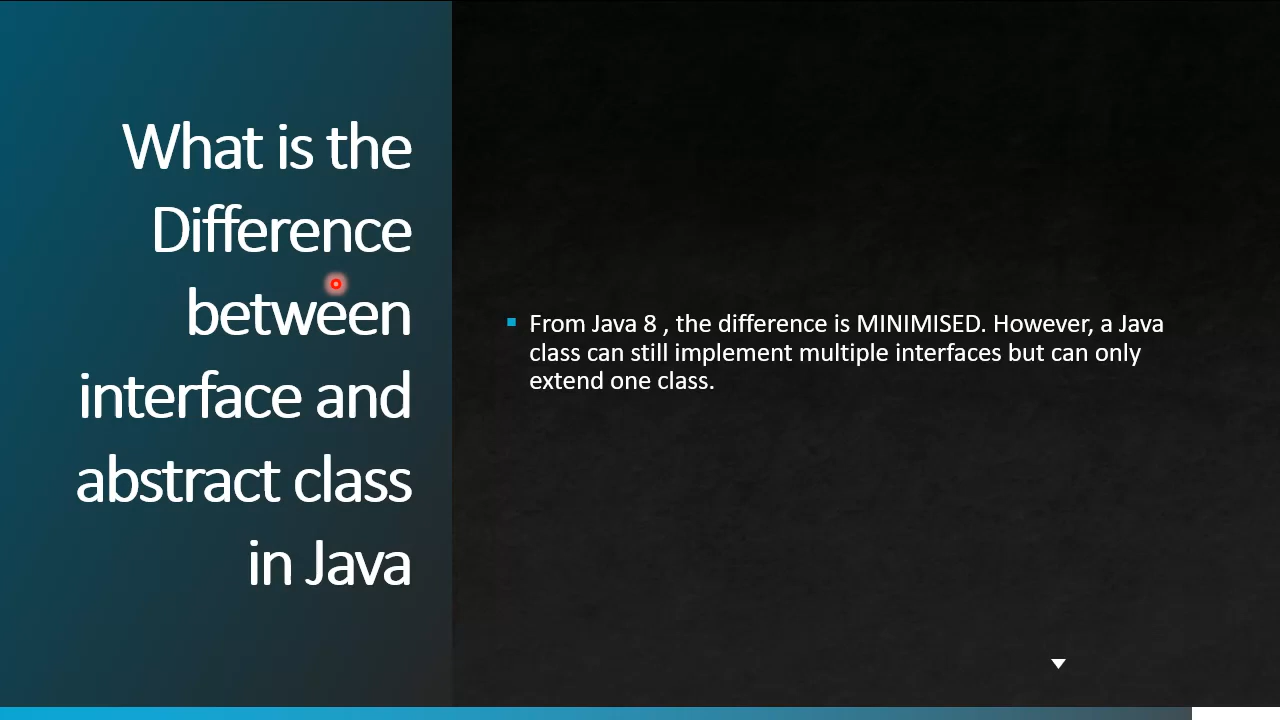 What is the
Difference
between
interface and
abstract class
in Java
From Java 8 , the difference is MINIMISED. However, a Java
class can still implement multiple interfaces but can only
extend one class.